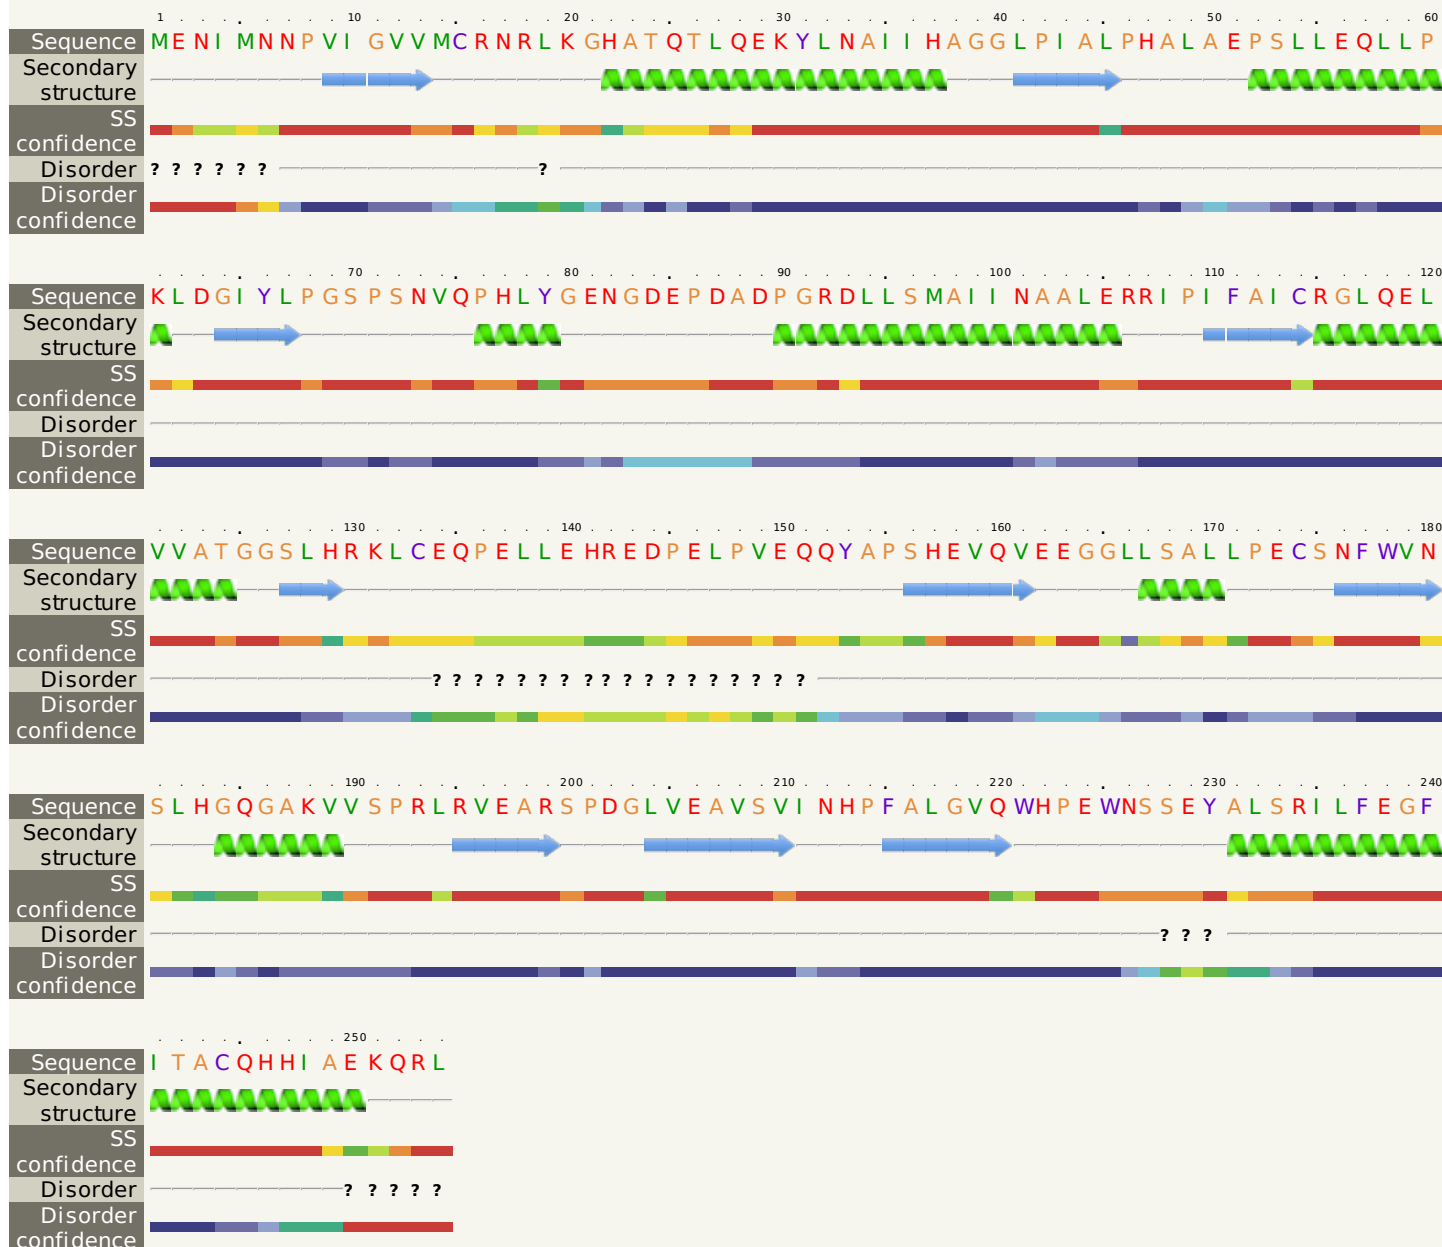 1 . . . . 10 . . . . 20 . . . . 30 . . . . 40 . . . . 50 . . . . 60
Sequence MENIMNNPVIGVVMCRNRLKGHATQTLQEKYLNAIIHAGGLPIALPHALAEPSLLEQLLP
Secondary
structure
SS
confidence
Disorder ? ? ? ? ? ? ?
Disorder
confidence
. . . . 70 . . . . 80 . . . . 90 . . . . 100 . . . . 110 . . . . 120
Sequence KLDGIYLPGSPSNVQPHLYGENGDEPDADPGRDLLSMAIINAALERRIPIFAICRGLQEL
Secondary
structure
SS
confidence
Disorder
Disorder
confidence
. . . . 130 . . . . 140 . . . . 150 . . . . 160 . . . . 170 . . . . 180
Sequence VVATGGSLHRKLCEQPELLEHREDPELPVEQQYAPSHEVQVEEGGLLSALLPECSNFWVN
Secondary
structure
SS
confidence
Disorder ? ? ? ? ? ? ? ? ? ? ? ? ? ? ? ? ? ?
Disorder
confidence
. . . . 190 . . . . 200 . . . . 210 . . . . 220 . . . . 230 . . . . 240
Sequence SLHGQGAKVVSPRLRVEARSPDGLVEAVSVINHPFALGVQWHPEWNSSEYALSRILFEGF
Secondary
structure
SS
confidence
Disorder ? ? ?
Disorder
confidence
. . . . 250 . . . .
Sequence ITACQHHIAEKQRL
Secondary
structure
SS
confidence
Disorder ? ? ? ? ?
Disorder
confidence